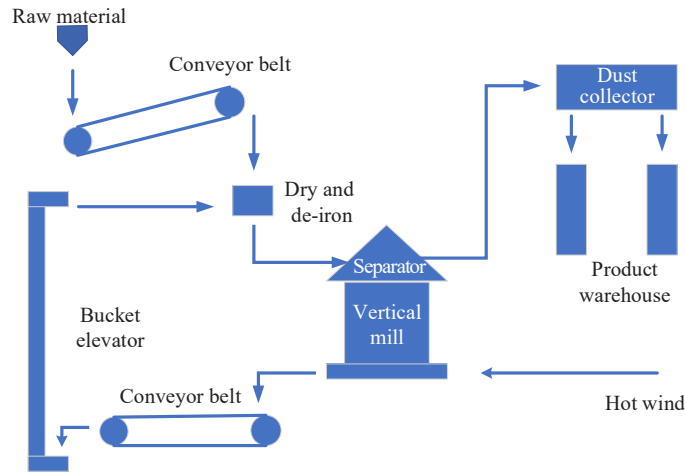 Raw material
Conveyor belt
Dust
collector
Dry and
de-iron
Separator
Vertical
mill
Product
warehouse
Bucket
elevator
Conveyor belt
Hot wind